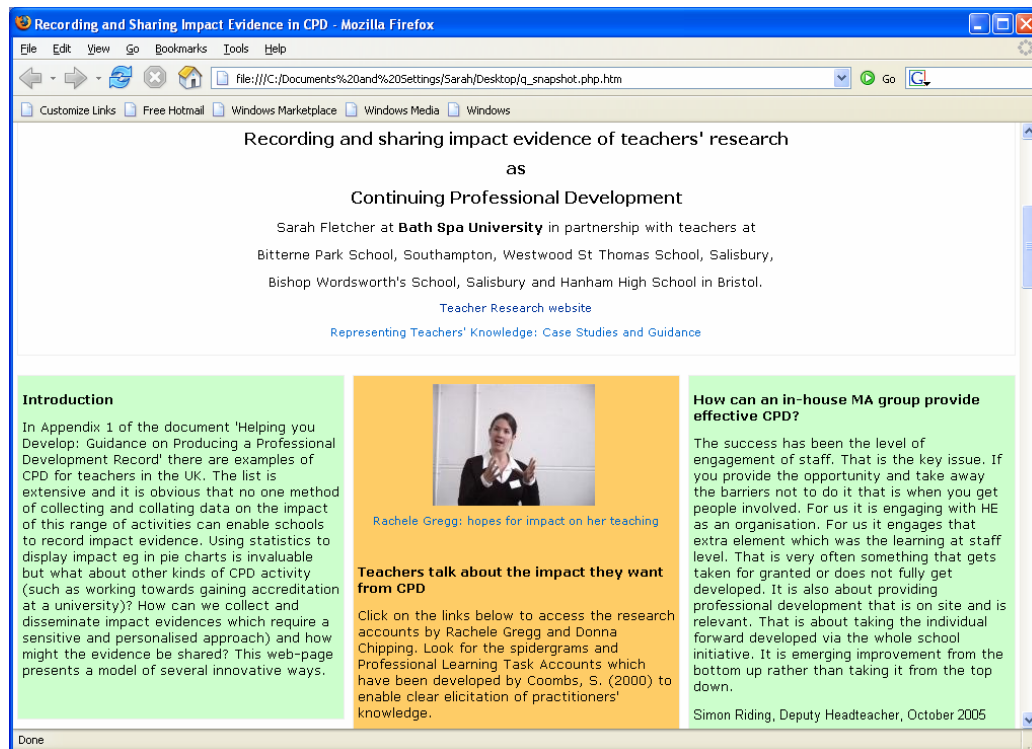 Recording and Sharing Impact Evidence in CPD - Mozilla Firefox
File Edit View Go Bookmarks Tools Help
file:///C:/Documents%20and%20Settings/Sarah/Desktop/q_snapshot.php.htm Go G
Customize Links Free Hotmail Windows Marketplace Windows Media Windows
Recording and sharing impact evidence of teachers' research
as
Continuing Professional Development
Sarah Fletcher at Bath Spa University in partnership with teachers at
Bitterne Park School, Southampton, Westwood St Thomas School, Salisbury,
Bishop Wordsworth's School, Salisbury and Hanham High School in Bristol.
Teacher Research website
Representing Teachers' Knowledge: Case Studies and Guidance
Introduction
In Appendix 1 of the document 'Helping you
Develop: Guidance on Producing a Professional
Development Record' there are examples of
CPD for teachers in the UK. The list is
extensive and it is obvious that no one method
of collecting and collating data on the impact
of this range of activities can enable schools
to record impact evidence. Using statistics to
display impact eg in pie charts is invaluable
but what about other kinds of CPD activity
(such as working towards gaining accreditation
at a university)? How can we collect and
disseminate impact evidences which require a
sensitive and personalised approach) and how
might the evidence be shared? This web-page
presents a model of several innovative ways.
Rachele Gregg: hopes for impact on her teaching
Teachers talk about the impact they want
from CPD
Click on the links below to access the research
accounts by Rachele Gregg and Donna
Chipping. Look for the spidergrams and
Professional Learning Task Accounts which
have been developed by Coombs, S. (2000) to
enable clear elicitation of practitioners'
knowledge.
How can an in-house MA group provide
effective CPD?
The success has been the level of
engagement of staff. That is the key issue. If
you provide the opportunity and take away
the barriers not to do it that is when you get
people involved. For us it is engaging with HE
as an organisation. For us it engages that
extra element which was the learning at staff
level. That is very often something that gets
taken for granted or does not fully get
developed. It is also about providing
professional development that is on site and is
relevant. That is about taking the individual
forward developed via the whole school
initiative. It is emerging improvement from the
bottom up rather than taking it from the top
down.
Simon Riding, Deputy Headteacher, October 2005
Done